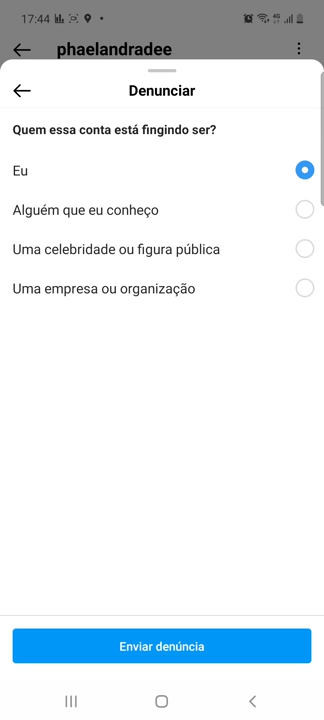 17:44
phaelandradee
Denunciar
Quem essa conta está fingindo ser?
Eu
Alguém que eu conheço
Uma celebridade ou figura pública
Uma empresa ou organização
Enviar denúncia